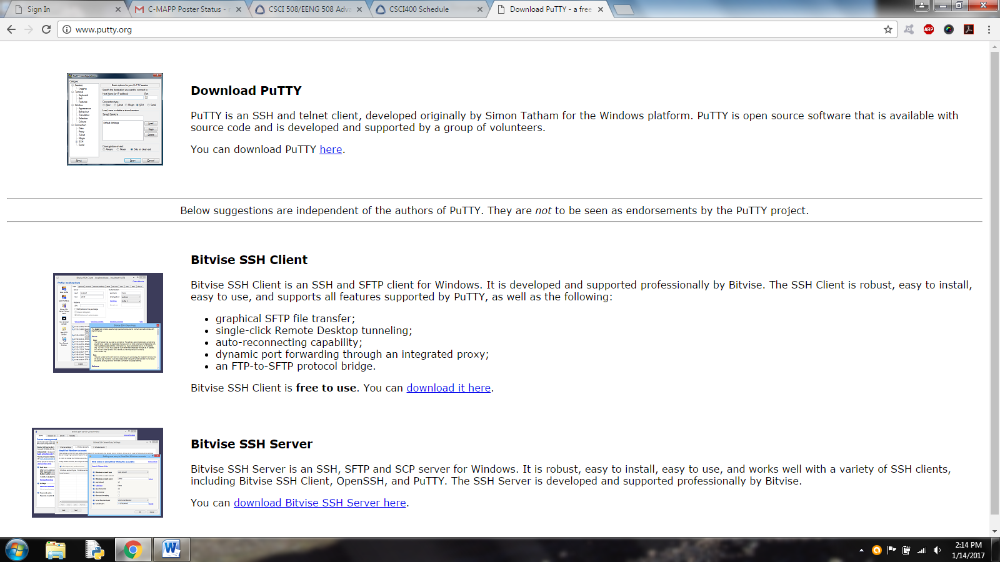 Sign In
C-MAPP Poster Status -
CSCI 508/EENG 508 Adva
CSCI400 Schedule
Download PuTTY - a free
www.putty.org
ABP
Download PuTTY
PuTTY is an SSH and telnet client, developed originally by Simon Tatham for the Windows platform. PuTTY is open source software that is available with
source code and is developed and supported by a group of volunteers.
You can download PuTTY here.
Below suggestions are independent of the authors of PuTTY. They are not to be seen as endorsements by the PuTTY project.
Bitvise SSH Client
Bitvise SSH Client is an SSH and SFTP client for Windows. It is developed and supported professionally by Bitvise. The SSH Client is robust, easy to install,
easy to use, and supports all features supported by PuTTY, as well as the following:
• graphical SFTP file transfer;
• single-click Remote Desktop tunneling;
• auto-reconnecting capability;
• dynamic port forwarding through an integrated proxy;
• an FTP-to-SFTP protocol bridge.
Bitvise SSH Client is free to use. You can download it here.
Bitvise SSH Server
Bitvise SSH Server is an SSH, SFTP and SCP server for Windows. It is robust, easy to install, easy to use, and works well with a variety of SSH clients,
including Bitvise SSH Client, OpenSSH, and PuTTY. The SSH Server is developed and supported professionally by Bitvise.
You can download Bitvise SSH Server here.
2:14 PM
1/14/2017